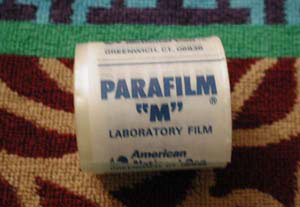 GREENWICH, CT. 06836
PARAFILM
®
"M"
LABORATORY FILM
American